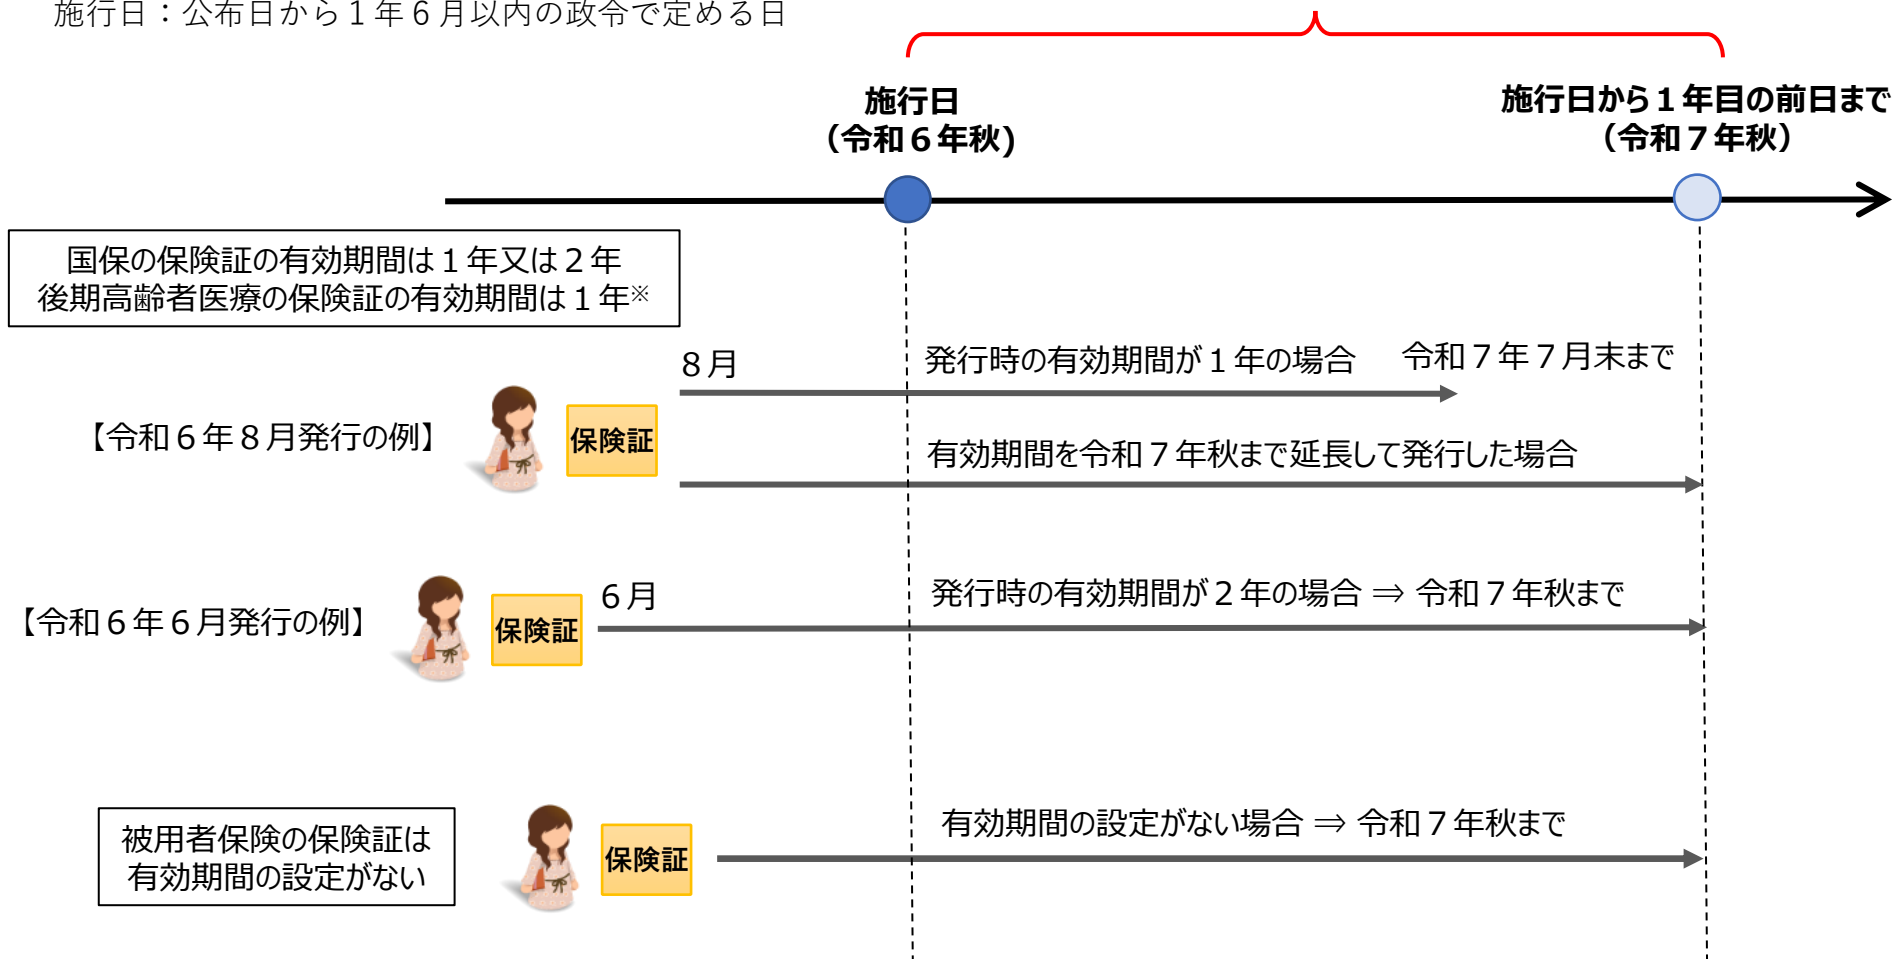 施行日：公布日から１年６月以内の政令で定める日
施行日
（令和６年秋)
施行日から１年目の前日まで
（令和７年秋）
国保の保険証の有効期間は１年又は２年
後期高齢者医療の保険証の有効期間は１年※
８月
発行時の有効期間が１年の場合
令和７年７月末まで
【令和６年８月発行の例】
保険証
有効期間を令和７年秋まで延長して発行した場合
【令和６年６月発行の例】
保険証
６月
発行時の有効期間が２年の場合 ⇒ 令和７年秋まで
被用者保険の保険証は
有効期間の設定がない
保険証
有効期間の設定がない場合 ⇒ 令和７年秋まで